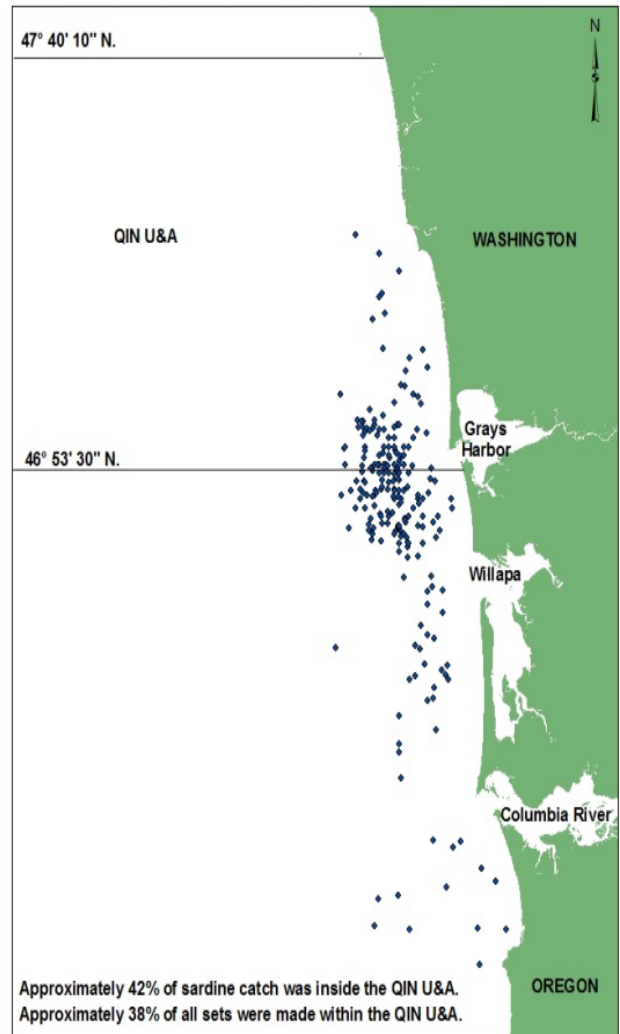 47° 40' 10" N.
N
QIN U&A
WASHINGTON
Grays
Harbor
46° 53' 30" N.
Willapa
Columbia River
Approximately 42% of sardine catch was inside the QIN U&A.
OREGON
Approximately 38% of all sets were made within the QIN U&A.